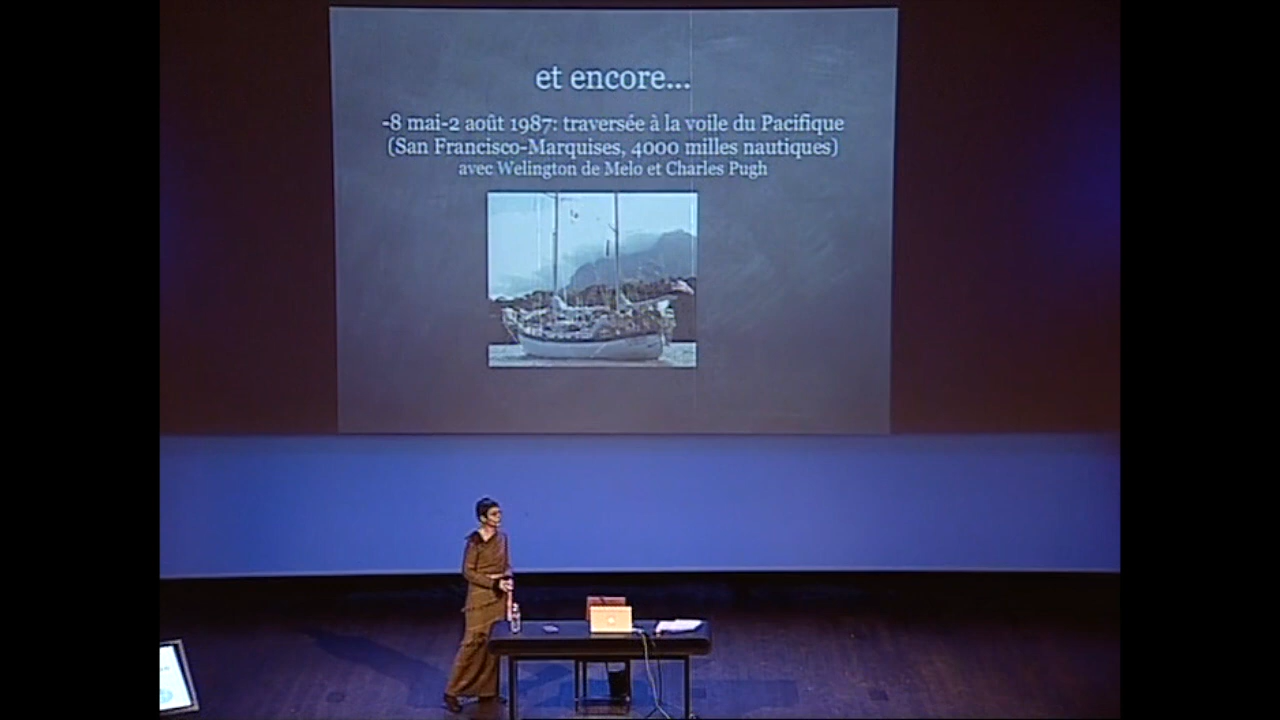 et encore...
-8 mai-2 août 1987: traversée à la voile du Pacifique
(San Francisco-Marquises, 4000 milles nautiques)
avec Welington de Melo et Charles Pugh